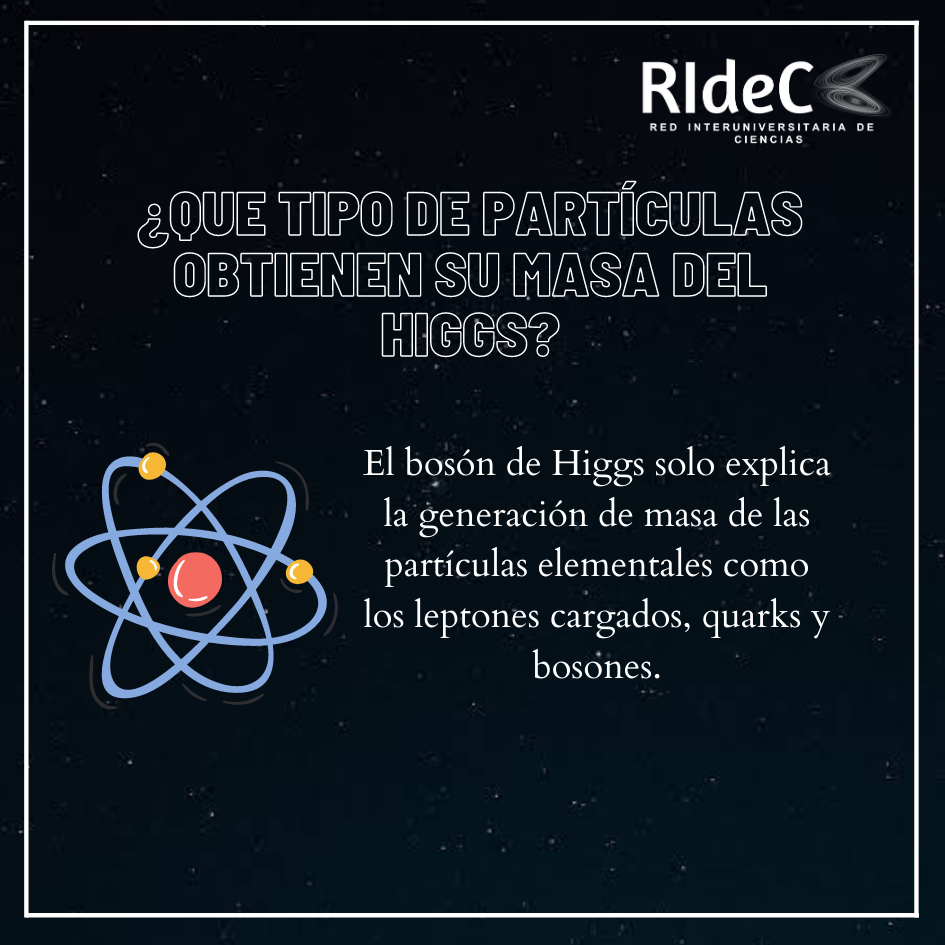 RIdeC
RED INTERUNIVERSITARIA DE
CIENCIAS
¿QUE TIPO DE PARTÍCULAS
OBTIENEN SU MASA DEL
HIGGS?
El bosón de Higgs solo explica
la generación de masa de las
partículas elementales como
los leptones cargados, quarks y
bosones.